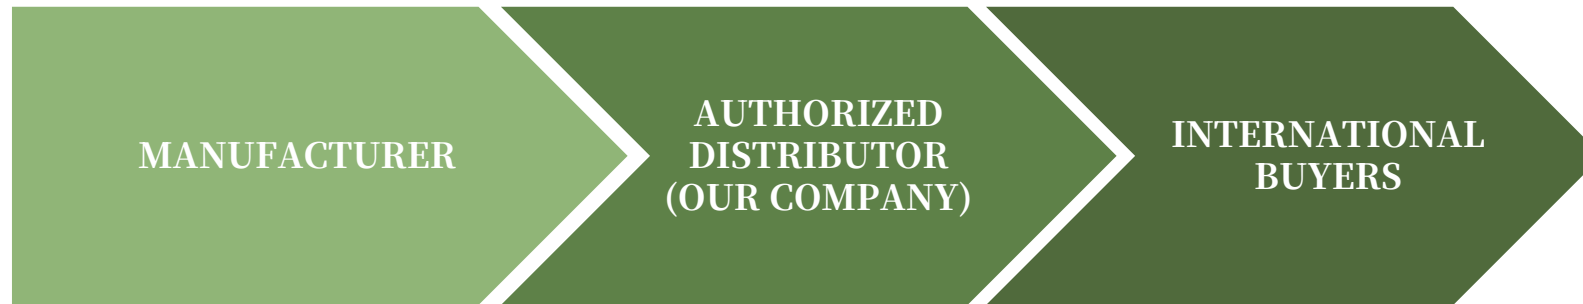 MANUFACTURER
AUTHORIZED
DISTRIBUTOR
(OUR COMPANY)
INTERNATIONAL
BUYERS